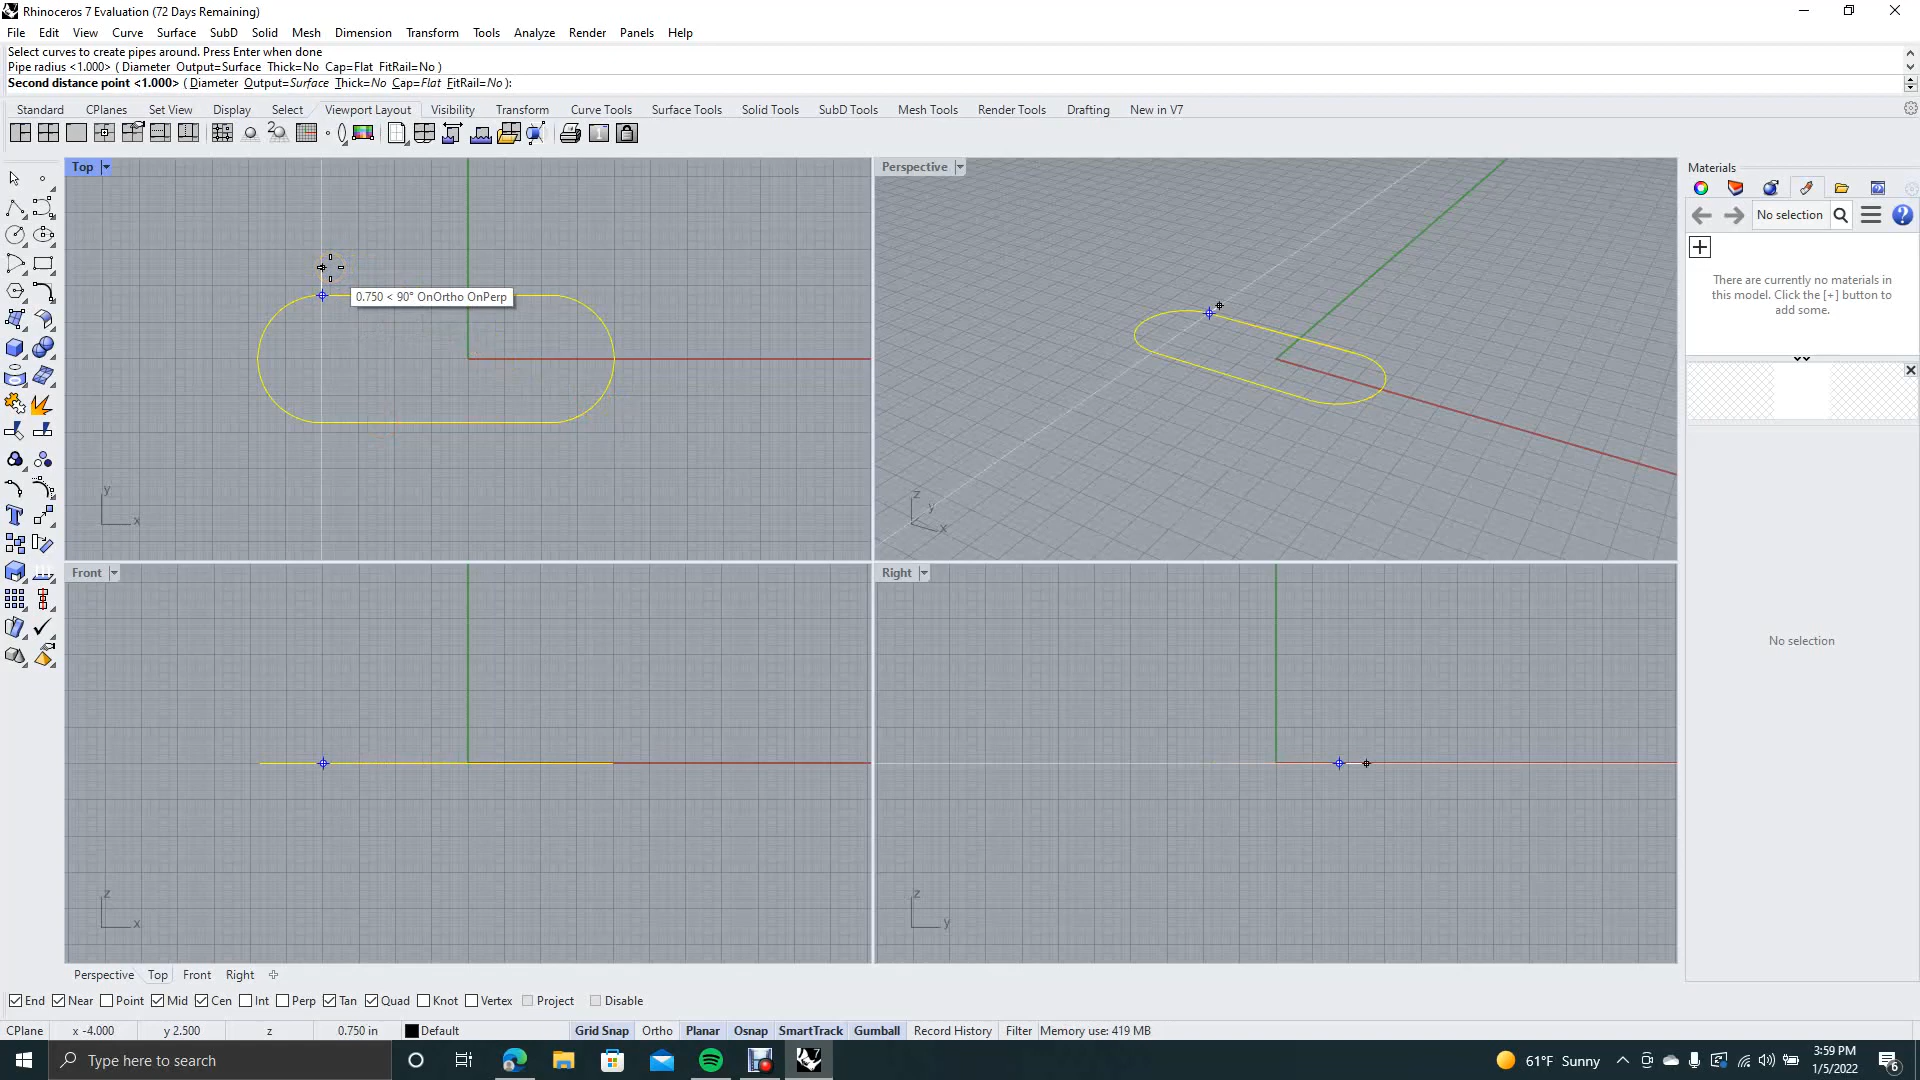 Rhinoceros 7 Evaluation (72 Days Remaining)
File Edit View Curve Surface SubD Solid Mesh Dimension Transform Tools Analyze Render Panels Help
Select curves to create pipes around. Press Enter when done
Pipe radius <1.000> ( Diameter Output=Surface Thick=No Cap=Flat FitRail=No )
Second distance point <1.000> ( Diameter Output=Surface Thick=No Cap=Flat FitRail=No ):
Standard CPlanes Set View Display Select Viewport Layout Visibility Transform Curve Tools Surface Tools Solid Tools SubD Tools Mesh Tools Render Tools Drafting New in V7
Top
Perspective
Materials
No selection
There are currently no materials in
this model. Click the [+] button to
add some.
0.750 < 90° OnOrtho OnPerp
y
x
z
y
x
Front
Right
No selection
z
x
z
y
Perspective Top Front Right
End Near Point Mid Cen Int Perp Tan Quad Knot Vertex Project Disable
CPlane x -4.000 y 2.500 z 0.750 in Default Grid Snap Ortho Planar Osnap SmartTrack Gumball Record History Filter Memory use: 419 MB
Type here to search
61°F Sunny
3:59 PM
1/5/2022
6